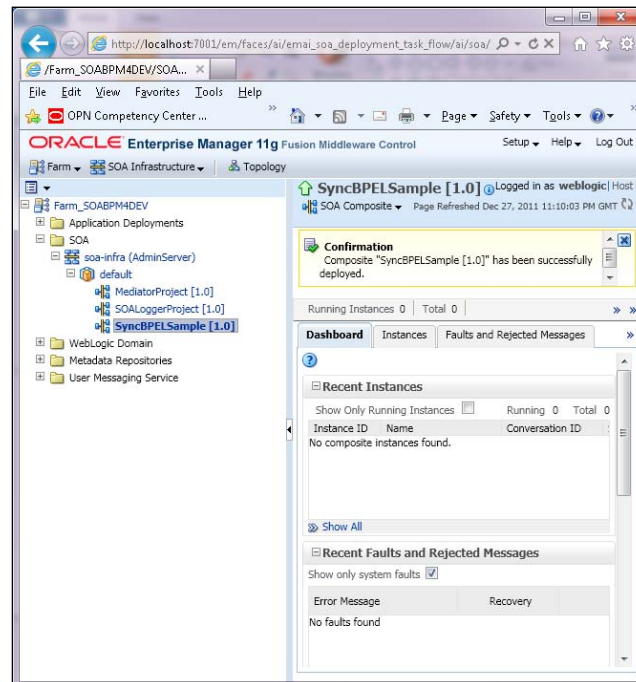 http://localhost:7001/em/faces/ai/emai_soa_deployment_task_flow/ai/soa/
/Farm_SOABPM4DEV/SOA...
File Edit View Favorites Tools Help
OPN Competency Center ... Page Safety Tools
ORACLE Enterprise Manager 11g Fusion Middleware Control Setup Help Log Out
Farm SOA Infrastructure Topology
Farm_SOABPM4DEV
Application Deployments
SOA
soa-infra (AdminServer)
default
MediatorProject [1.0]
SOALoggerProject [1.0]
SyncBPELSample [1.0]
WebLogic Domain
Metadata Repositories
User Messaging Service
SyncBPELSample [1.0] Logged in as weblogic| Host
SOA Composite Page Refreshed Dec 27, 2011 11:10:03 PM GMT
Confirmation
Composite "SyncBPELSample [1.0]" has been successfully
deployed.
Running Instances 0 Total 0
Dashboard Instances Faults and Rejected Messages
Recent Instances
Show Only Running Instances Running 0 Total 0
Instance ID Name Conversation ID
No composite instances found.
Show All
Recent Faults and Rejected Messages
Show only system faults
Error Message Recovery
No faults found